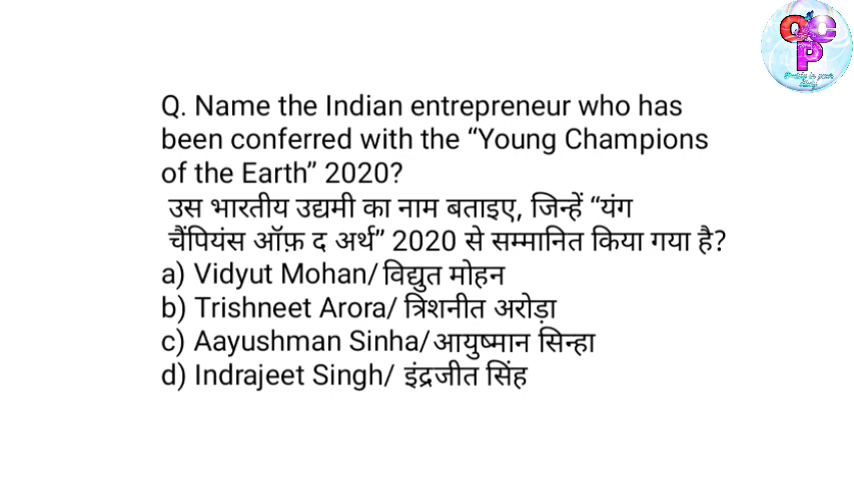 QCP
Q. Name the Indian entrepreneur who has
been conferred with the “Young Champions
of the Earth” 2020?
उस भारतीय उद्यमी का नाम बताइए, जिन्हें “यंग
चैंपियंस ऑफ़ द अर्थ” 2020 से सम्मानित किया गया है?
a) Vidyut Mohan/ विद्युत मोहन
b) Trishneet Arora/ त्रिशनीत अरोड़ा
c) Aayushman Sinha/ आयुष्मान सिन्हा
d) Indrajeet Singh/ इंद्रजीत सिंह